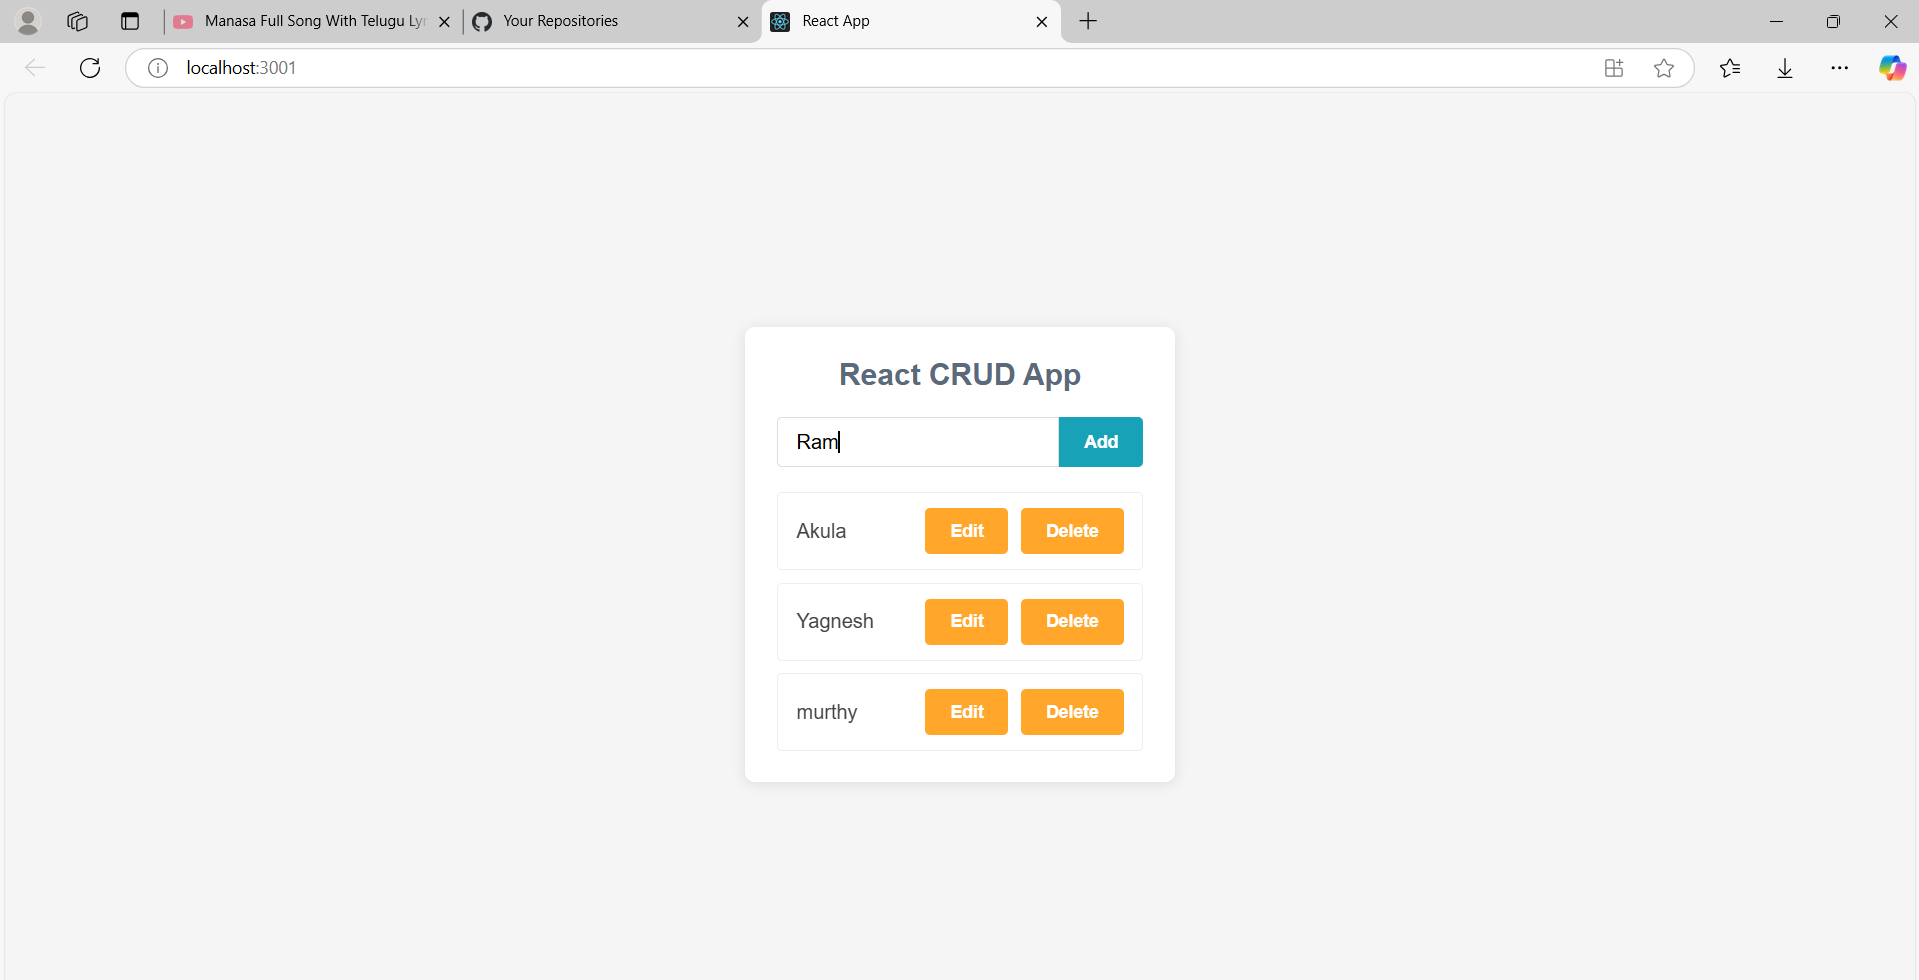 Manasa Full Song With Telugu Lyr
Your Repositories
React App
localhost:3001
React CRUD App
Ram
Add
Akula
Edit
Delete
Yagnesh
Edit
Delete
murthy
Edit
Delete